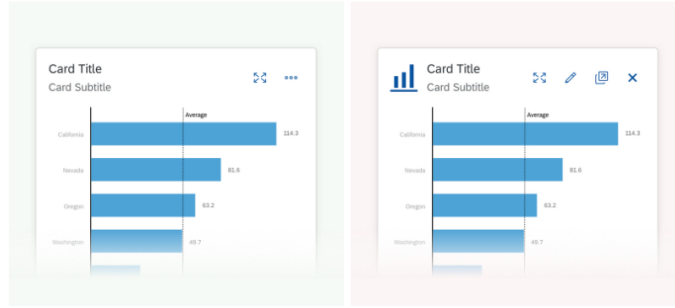 Card Title
Card Subtitle
Average
California 114.3
Nevada 81.6
Oregon 63.2
Washington 49.7
Card Title
Card Subtitle
Average
California 114.3
Nevada 81.6
Oregon 63.2
Washington 49.7